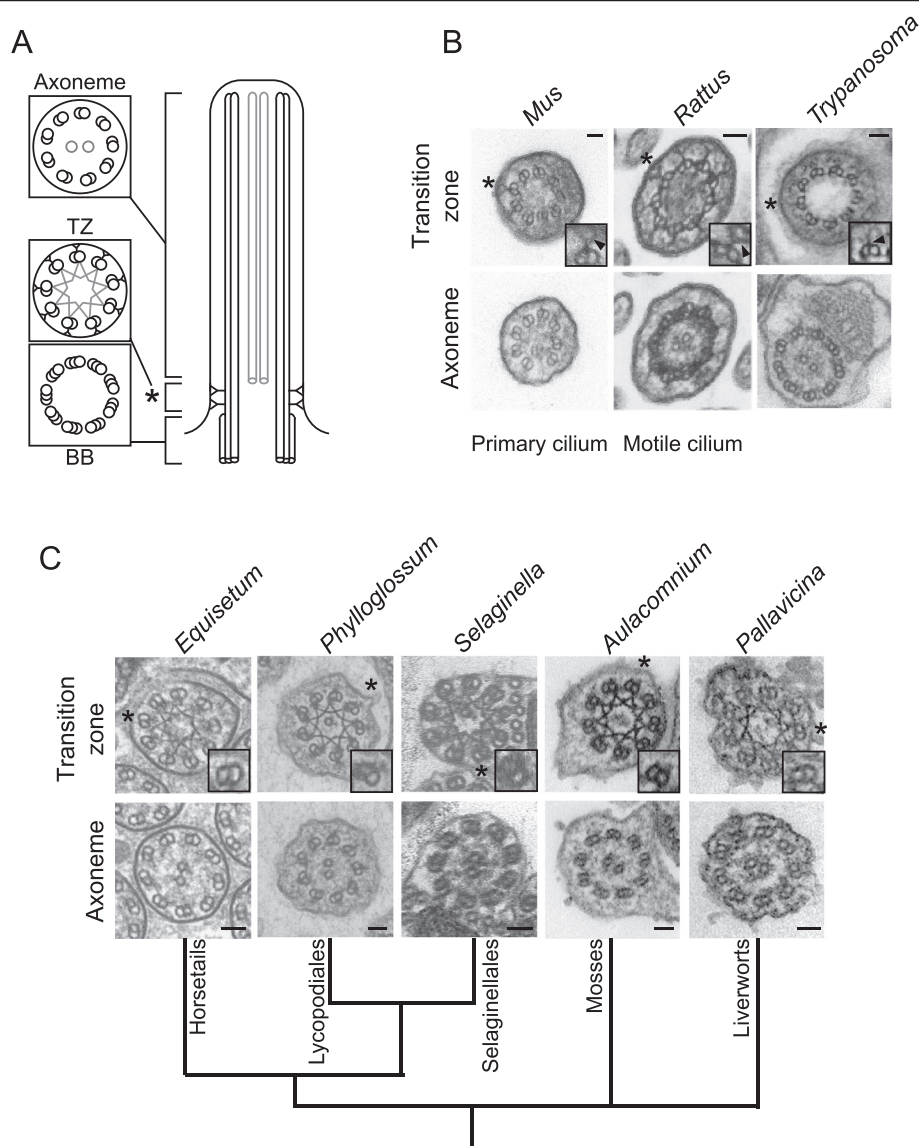 A
Axoneme
TZ
*
BB
B
Mus
Rattus
Trypanosoma
Transition
zone
*
*
*
Axoneme
Primary cilium
Motile cilium
C
Equisetum
Phylloglossum
Selaginella
Aulacomnium
Pallavicina
Transition
zone
*
*
*
*
*
Axoneme
Horsetails
Lycopodiales
Selaginellales
Mosses
Liverworts